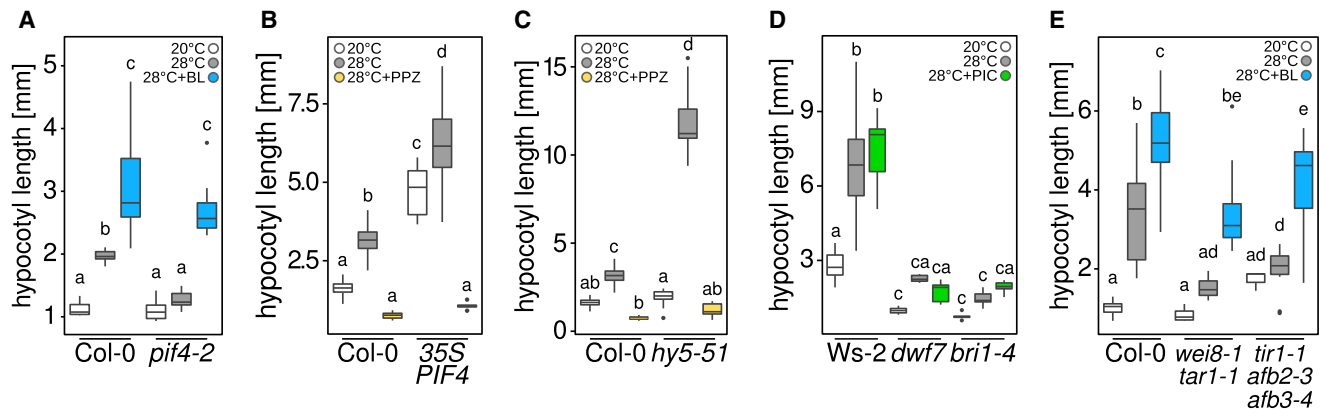 A
hypocotyl length [mm]
5
4
3
2
1
20°C
28°C
28°C+BL
a
b
c
a
a
c
Col-0 pif4-2
B
hypocotyl length [mm]
7.5
5.0
2.5
20°C
28°C
28°C+PPZ
a
b
a
c
d
a
Col-0 35S
PIF4
C
hypocotyl length [mm]
15
10
5
0
20°C
28°C
28°C+PPZ
ab
c
b
a
d
ab
Col-0 hy5-51
D
hypocotyl length [mm]
9
6
3
20°C
28°C
28°C+PIC
a
b
b
c
ca
ca
c
c
ca
Ws-2 dwf7 bri1-4
E
hypocotyl length [mm]
6
4
2
20°C
28°C
28°C+BL
a
b
c
a
ad
be
ad
d
e
Col-0 wei8-1 tir1-1
tar1-1 afb2-3
afb3-4